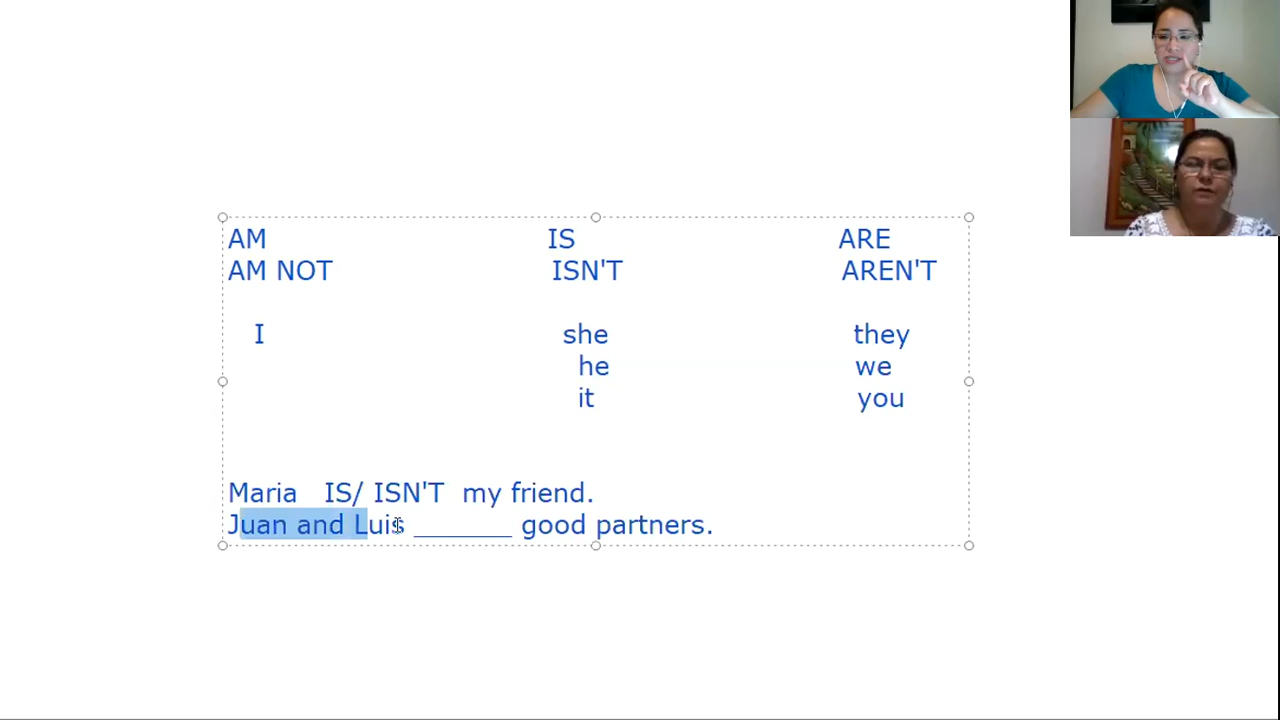 AM IS ARE
AM NOT ISN'T AREN'T
I she they
he we
it you
Maria IS/ ISN'T my friend.
Juan and Luis _______ good partners.